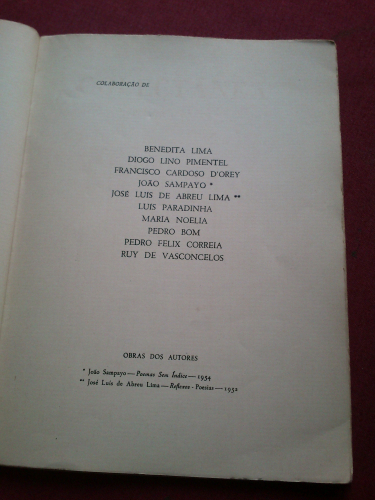 COLABORAÇÃO DE
BENEDITA LIMA
DIOGO LINO PIMENTEL
FRANCISCO CARDOSO D'OREY
JOÃO SAMPAYO *
JOSÉ LUIS DE ABREU LIMA **
LUIS PARADINHA
MARIA NOELIA
PEDRO BOM
PEDRO FELIX CORREIA
RUY DE VASCONCELOS
OBRAS DOS AUTORES
* João Sampayo — Poemas Sem Índice — 1954
** José Luís de Abreu Lima — Reflexos - Poesias — 1952